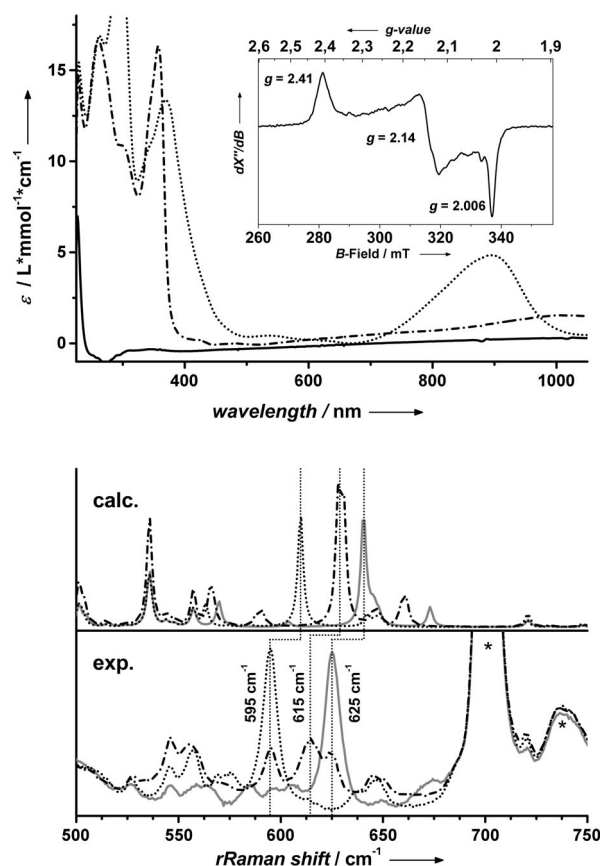 g-value
2,6 2,5 2,4 2,3 2,2 2,1 2 1,9
g = 2.41
g = 2.14
g = 2.006
dX''/dB
260 280 300 320 340
B-Field / mT
15
10
5
0
ε / L*mmol⁻¹*cm⁻¹
400 600 800 1000
wavelength / nm
calc.
exp.
595 cm⁻¹
615 cm⁻¹
625 cm⁻¹
*
*
500 550 600 650 700 750
rRaman shift / cm⁻¹